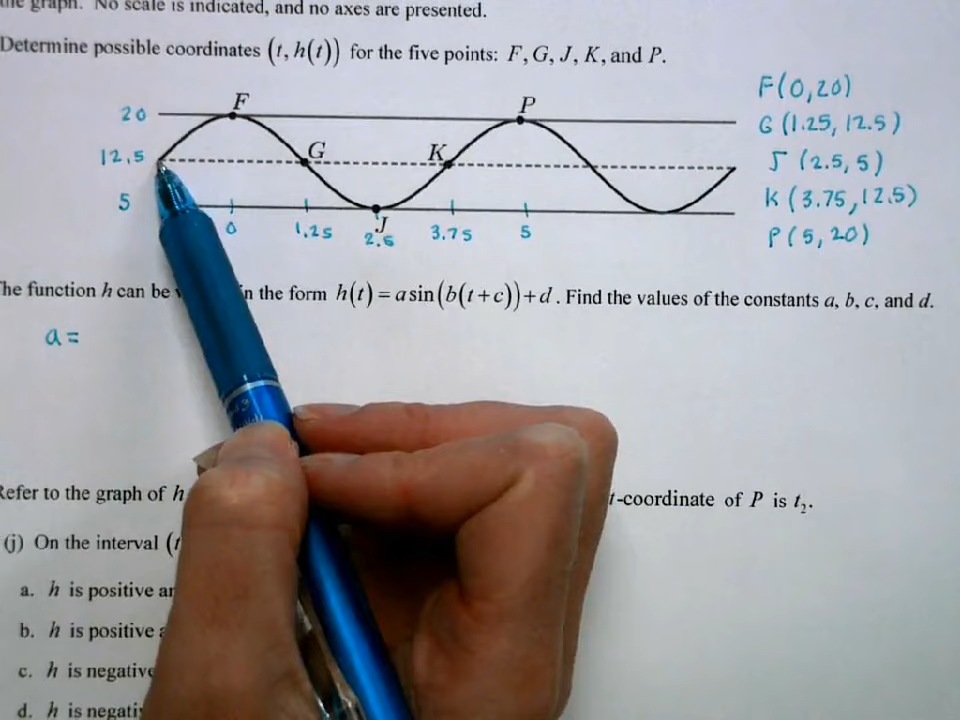 the graph. No scale is indicated, and no axes are presented.
Determine possible coordinates (t, h(t)) for the five points: F, G, J, K, and P.
F(0,20)
G (1.25, 12.5)
J (2.5, 5)
K (3.75, 12.5)
P(5,20)
20 F P
12.5 G K
5 J
0 1.25 2.5 3.75 5
The function h can be in the form h(t) = a sin(b(t+c))+d. Find the values of the constants a, b, c, and d.
a =
Refer to the graph of h t-coordinate of P is t₂.
(j) On the interval (t
a. h is positive
b. h is positive
c. h is negative
d. h is